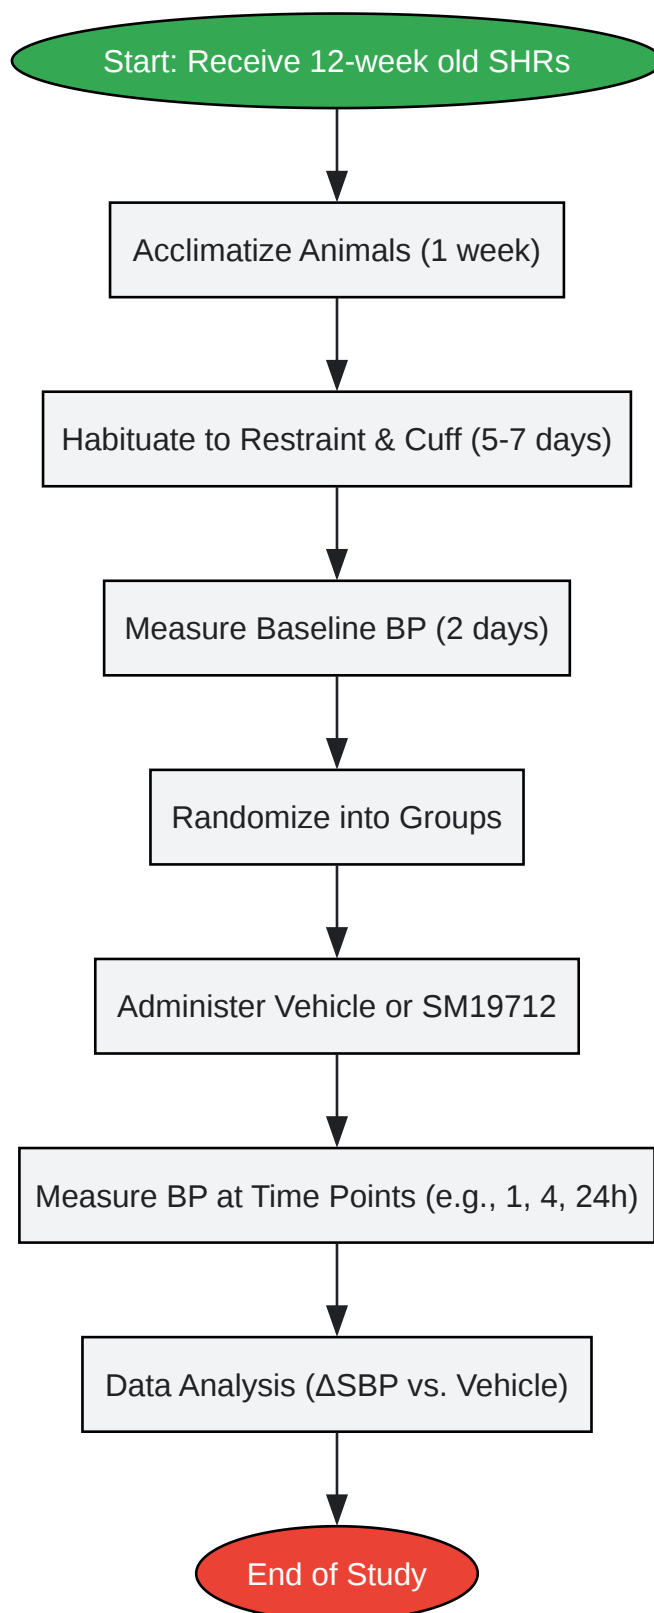 Start: Receive 12-week old SHRs
Acclimatize Animals (1 week)
Habituate to Restraint & Cuff (5-7 days)
Measure Baseline BP (2 days)
Randomize into Groups
Administer Vehicle or SM19712
Measure BP at Time Points (e.g., 1, 4, 24h)
Data Analysis (ΔSBP vs. Vehicle)
End of Study